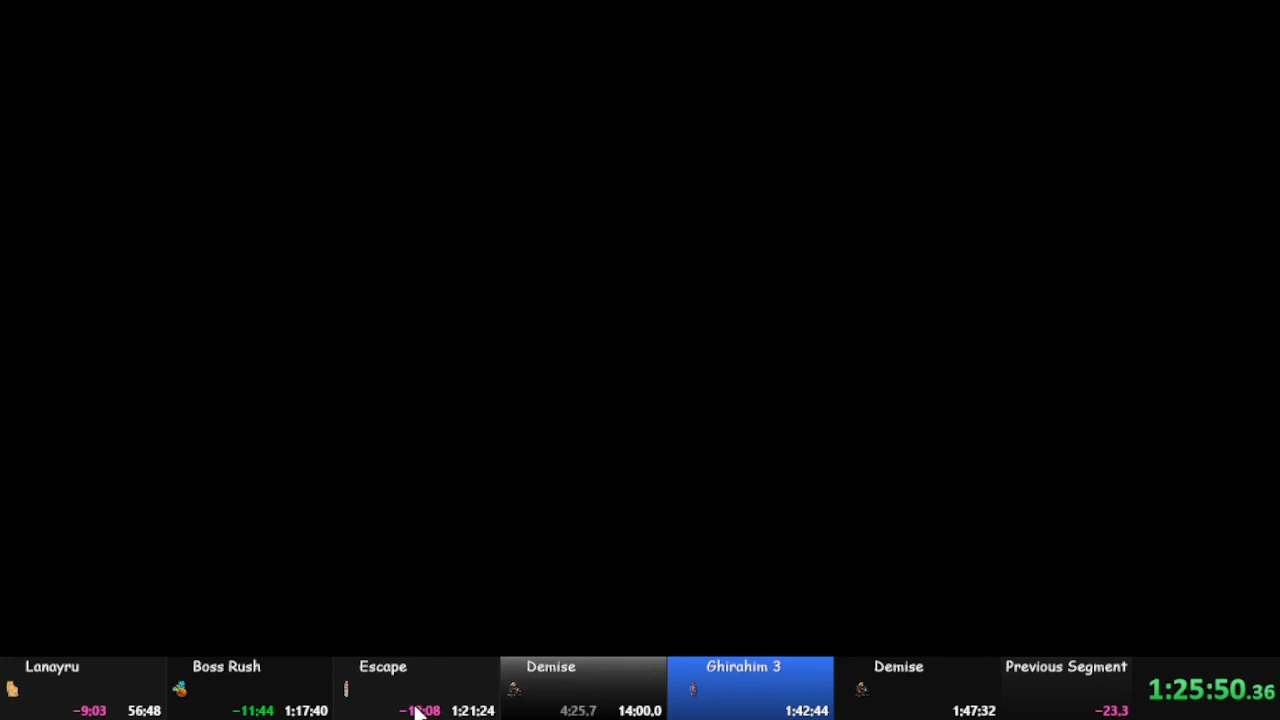 Lanayru
−9:03 56:48
Boss Rush
−11:44 1:17:40
Escape
1:21:24
Demise
4:25.7 14:00,0
Ghirahim 3
1:42:44
Demise
1:47:32
Previous Segment
−23.3
1:25:50.36